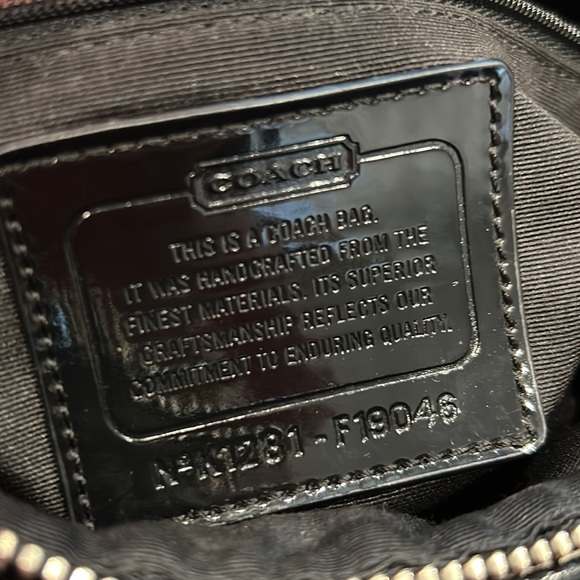 COACH
THIS IS A COACH BAG.
IT WAS HANDCRAFTED FROM THE
FINEST MATERIALS. ITS SUPERIOR
CRAFTSMANSHIP REFLECTS OUR
COMMITMENT TO ENDURING QUALITY.
Nº K1281-F19046